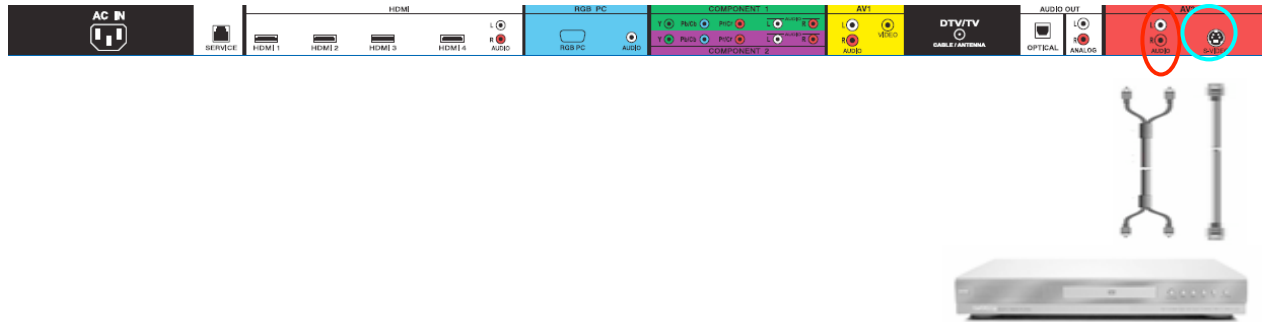 AC IN
SERVICE
HDMI
HDMI 1 HDMI 2 HDMI 3 HDMI 4
L
R
AUDIO
RGB PC
RGB PC AUDIO
COMPONENT 1
Y Pb/Cb Pr/Cr L AUDIO R
Y Pb/Cb Pr/Cr L AUDIO R
COMPONENT 2
AV1
L
R
AUDIO
VIDEO
DTV/TV
CABLE / ANTENNA
AUDIO OUT
OPTICAL
L
R
ANALOG
L
R
AUDIO
S-VIDEO